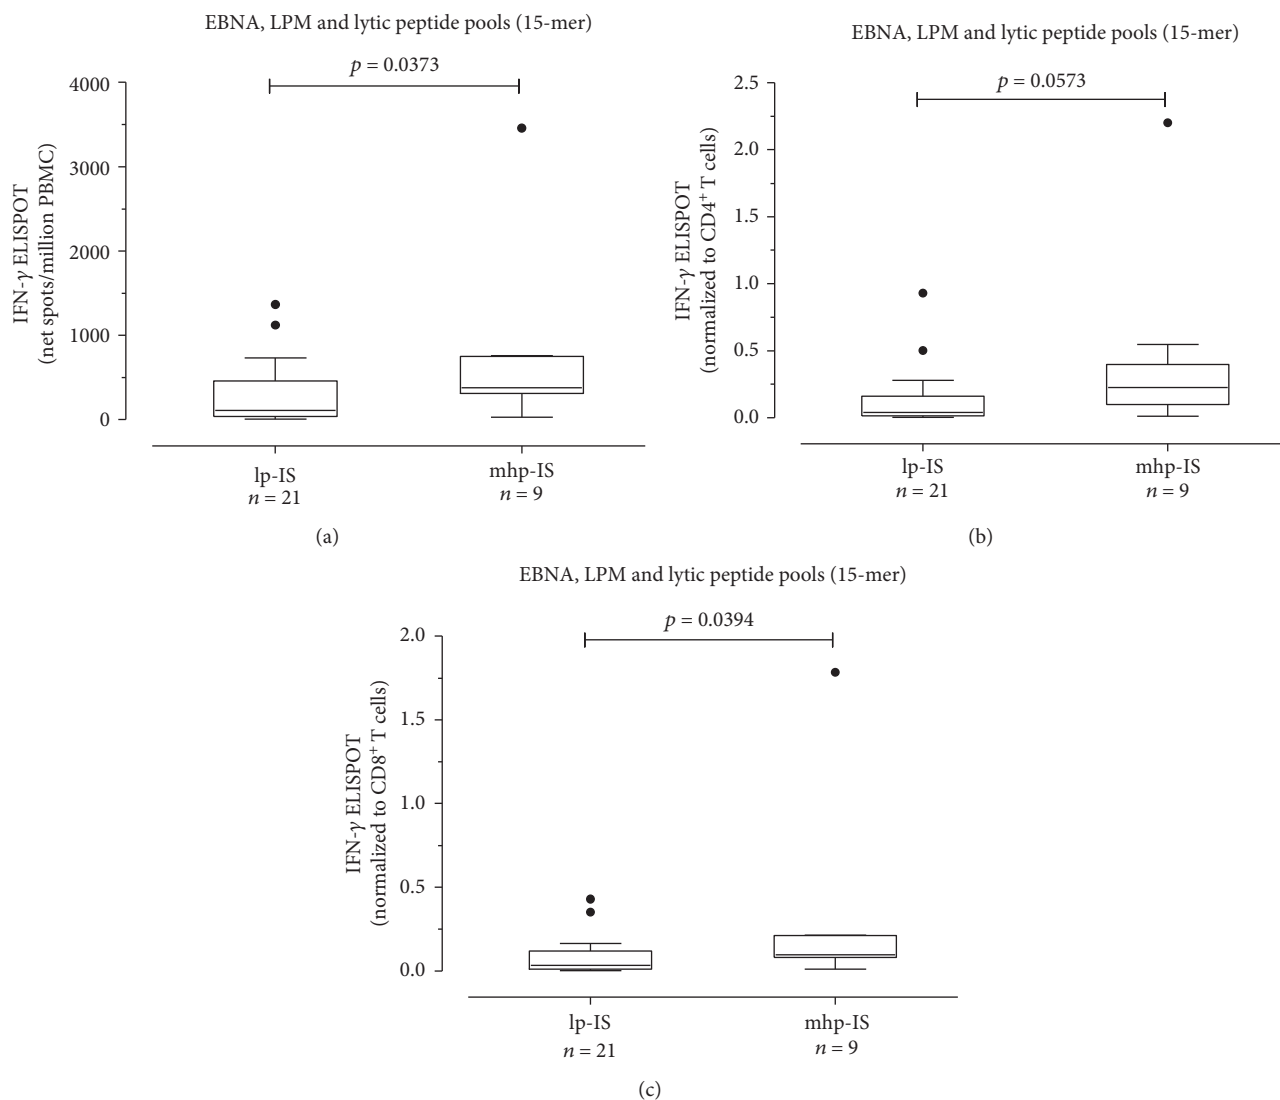 EBNA, LPM and lytic peptide pools (15-mer)
p = 0.0373
4000
3000
2000
1000
0
IFN-γ ELISPOT
(net spots/million PBMC)
lp-IS
n = 21
mhp-IS
n = 9
(a)
EBNA, LPM and lytic peptide pools (15-mer)
p = 0.0573
2.5
2.0
1.5
1.0
0.5
0.0
IFN-γ ELISPOT
(normalized to CD4⁺ T cells)
lp-IS
n = 21
mhp-IS
n = 9
(b)
EBNA, LPM and lytic peptide pools (15-mer)
p = 0.0394
2.0
1.5
1.0
0.5
0.0
IFN-γ ELISPOT
(normalized to CD8⁺ T cells)
lp-IS
n = 21
mhp-IS
n = 9
(c)